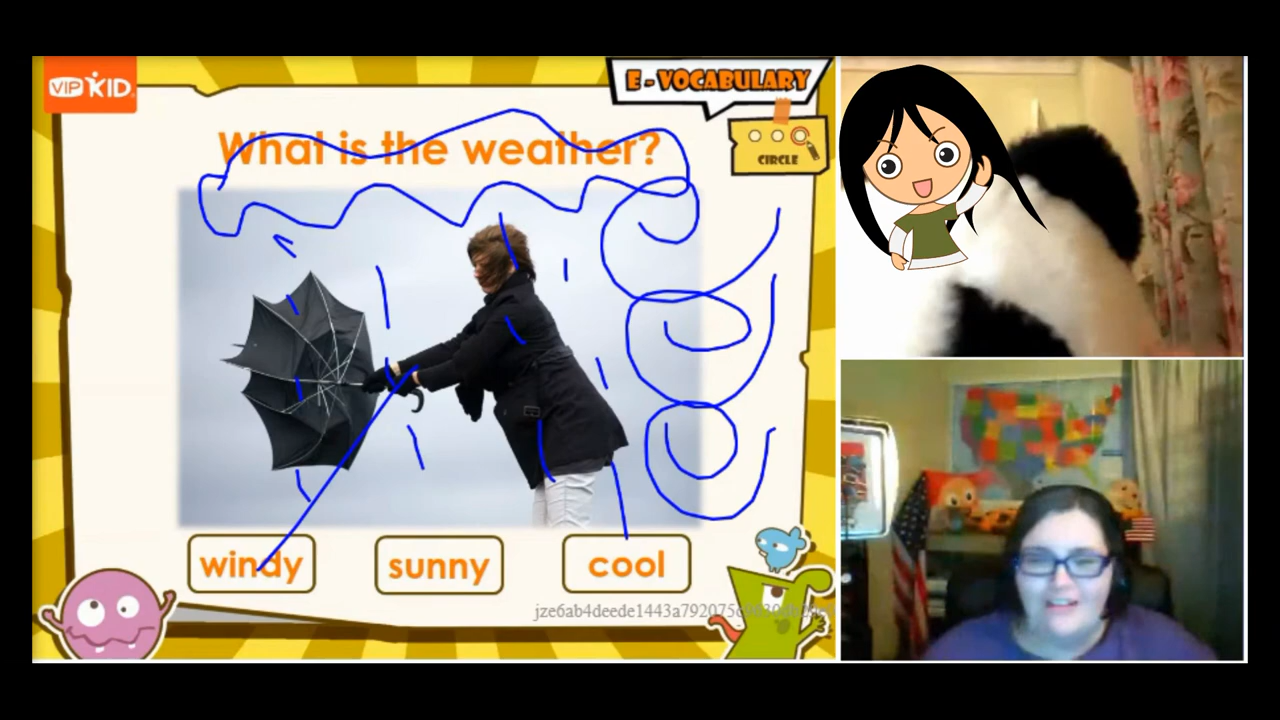 VIPKID
E - VOCABULARY
What is the weather?
CIRCLE
windy
sunny
cool